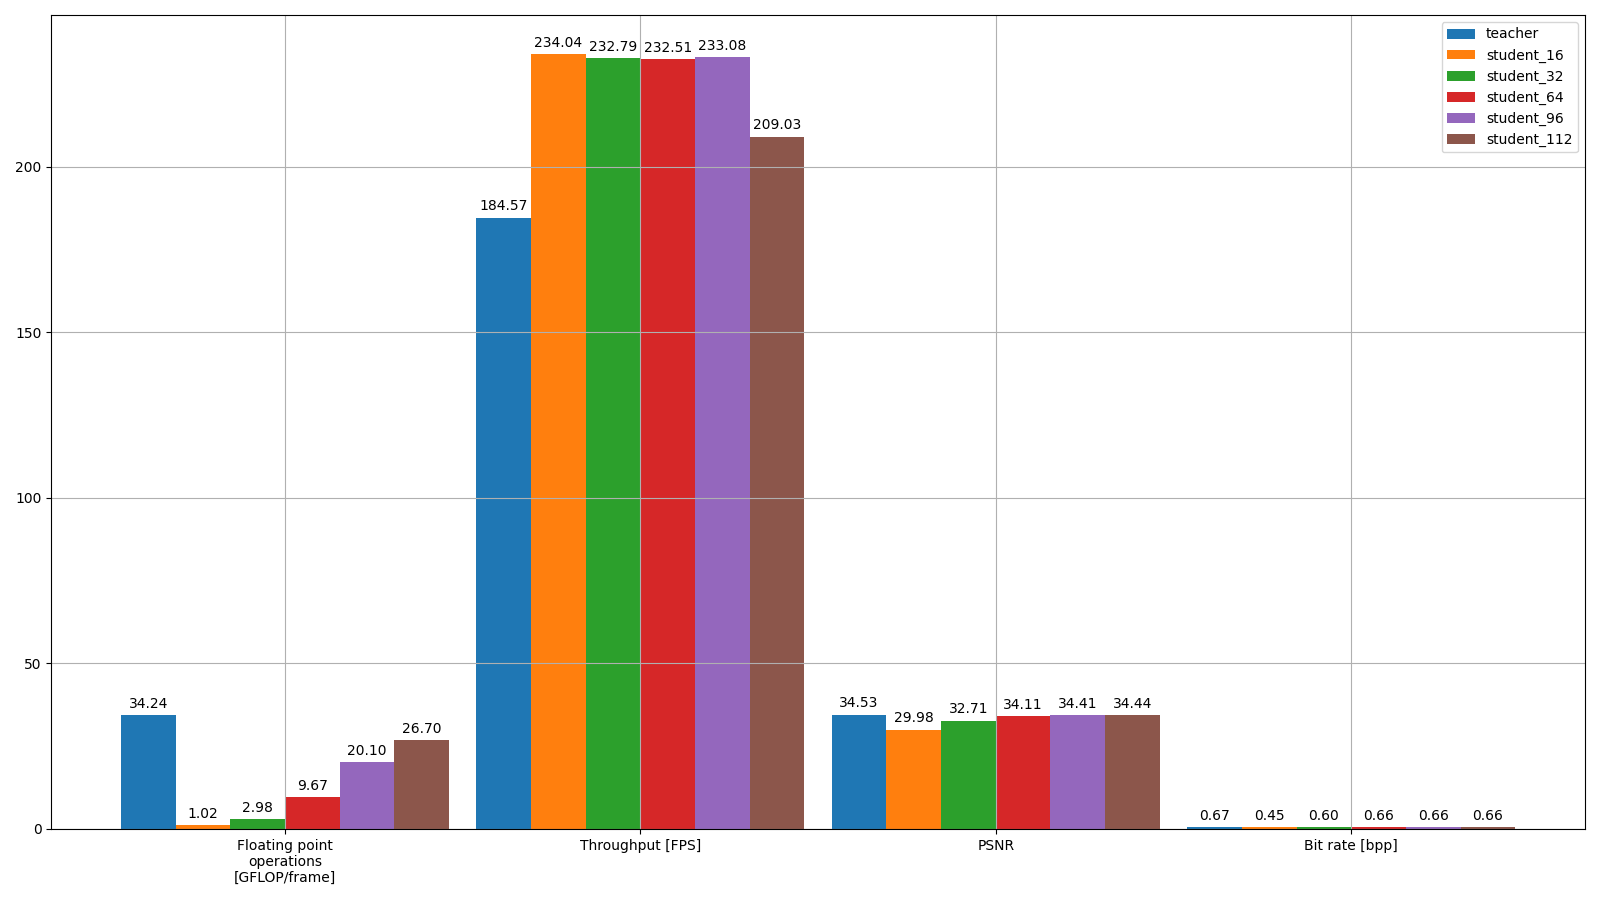 234.04
232.79
232.51
233.08
teacher
student_16
student_32
student_64
student_96
student_112
209.03
200
184.57
150
100
50
34.24
1.02
2.98
9.67
20.10
26.70
34.53
29.98
32.71
34.11
34.41
34.44
0.67
0.45
0.60
0.66
0.66
0.66
0
Floating point
operations
[GFLOP/frame]
Throughput [FPS]
PSNR
Bit rate [bpp]